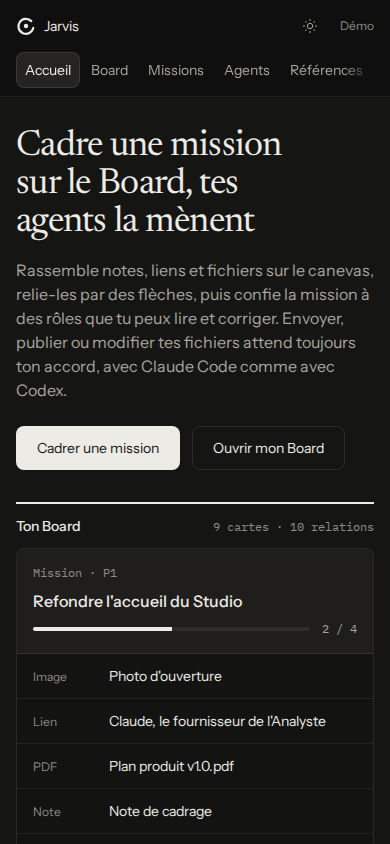 Jarvis
Démo
Accueil
Board
Missions
Agents
Références
Cadre une mission
sur le Board, tes
agents la mènent
Rassemble notes, liens et fichiers sur le canevas,
relie-les par des flèches, puis confie la mission à
des rôles que tu peux lire et corriger. Envoyer,
publier ou modifier tes fichiers attend toujours
ton accord, avec Claude Code comme avec
Codex.
Cadrer une mission
Ouvrir mon Board
Ton Board
9 cartes · 10 relations
Mission · P1
Refondre l'accueil du Studio
2 / 4
Image
Photo d'ouverture
Lien
Claude, le fournisseur de l'Analyste
PDF
Plan produit v1.0.pdf
Note
Note de cadrage